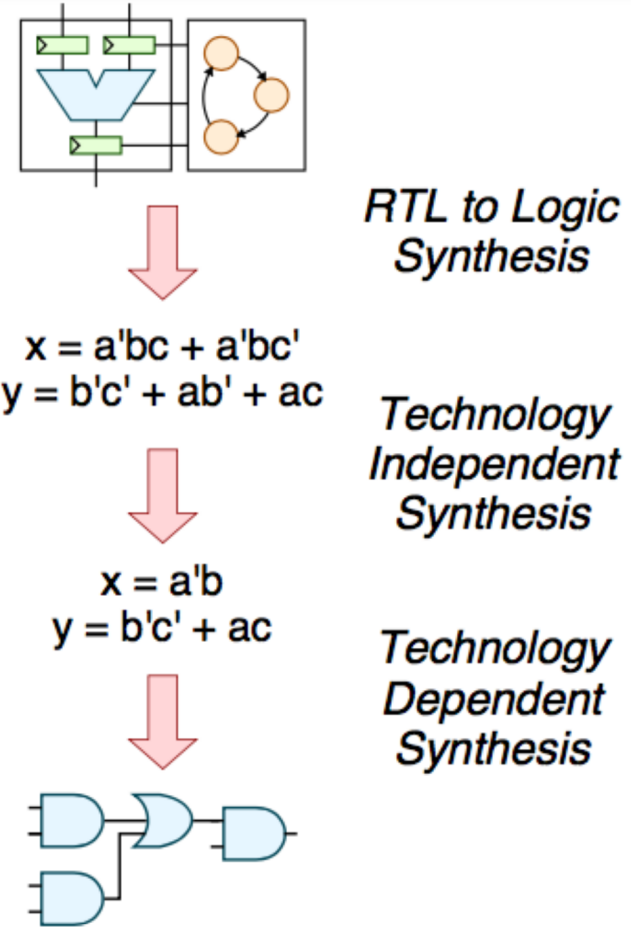 RTL to Logic
Synthesis
x = a'bc + a'bc'
y = b'c' + ab' + ac
Technology
Independent
Synthesis
x = a'b
y = b'c' + ac
Technology
Dependent
Synthesis